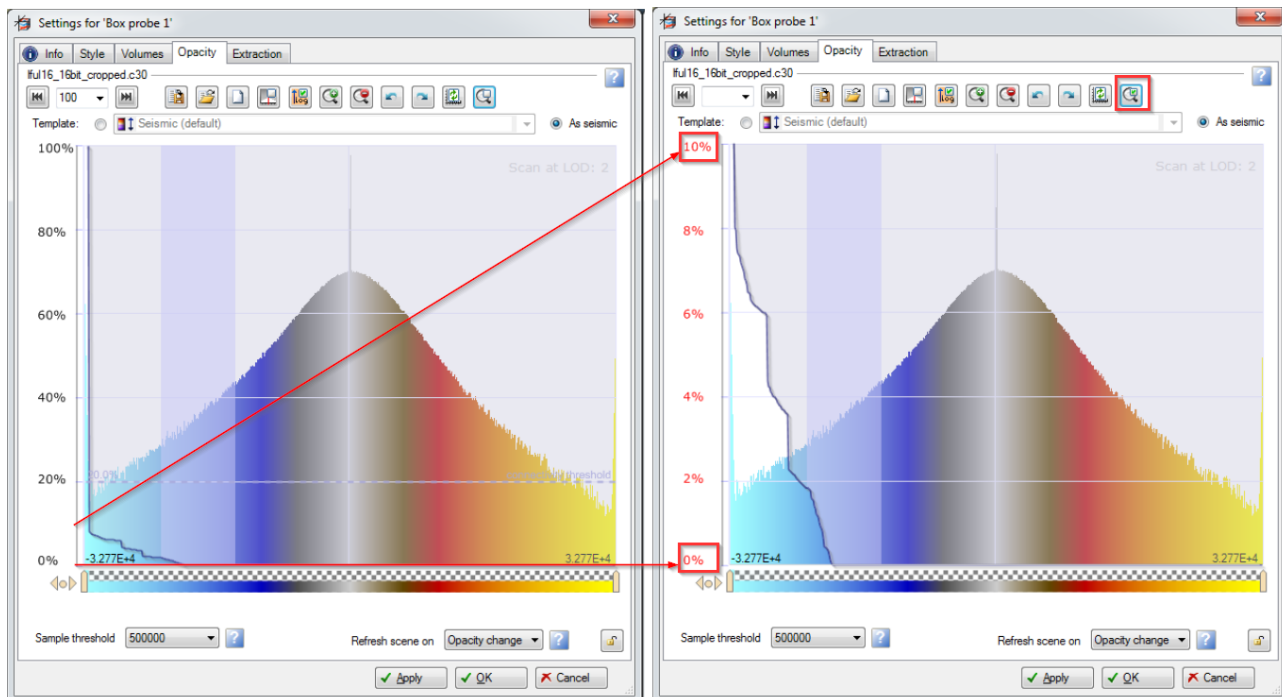 Settings for 'Box probe 1'
Info Style Volumes Opacity Extraction
lful16_16bit_cropped.c30
100
Template: Seismic (default) As seismic
100%
Scan at LOD: 2
80%
60%
40%
20%
0%
-3.277E+4 3.277E+4
Sample threshold 500000 Refresh scene on Opacity change
Apply OK Cancel
Settings for 'Box probe 1'
Info Style Volumes Opacity Extraction
lful16_16bit_cropped.c30
Template: Seismic (default) As seismic
10%
Scan at LOD: 2
8%
6%
4%
2%
0%
-3.277E+4 3.277E+4
Sample threshold 500000 Refresh scene on Opacity change
Apply OK Cancel